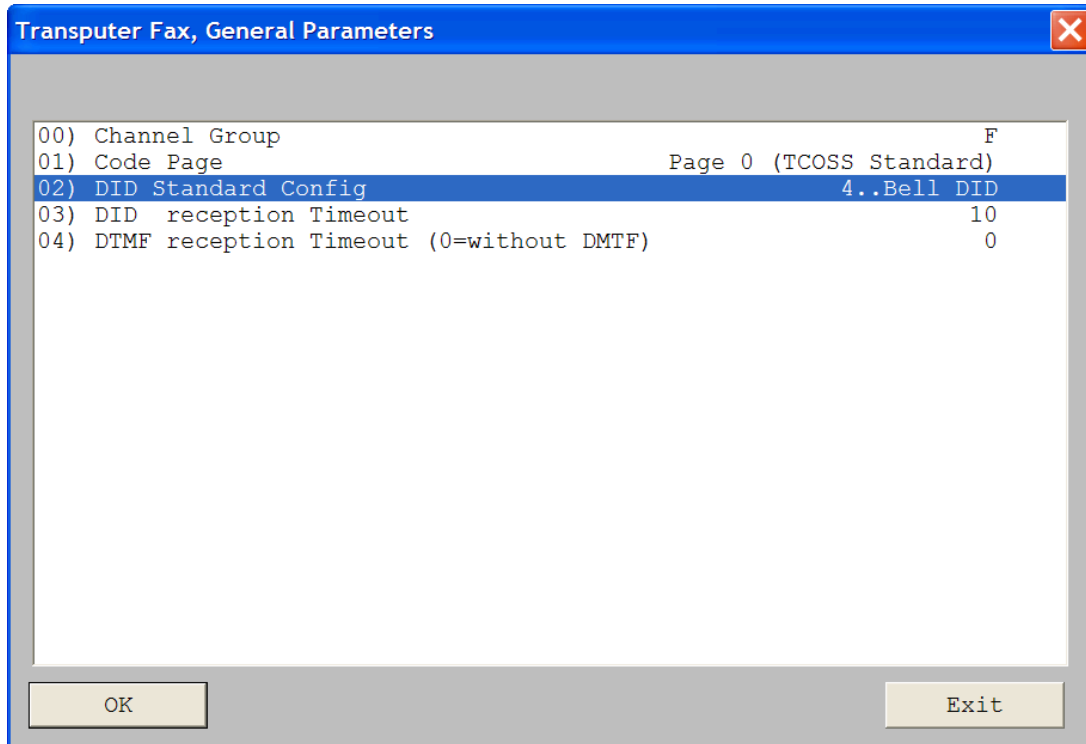 Transputer Fax, General Parameters
00) Channel Group F
01) Code Page Page 0 (TCOSS Standard)
02) DID Standard Config 4..Bell DID
03) DID  reception Timeout 10
04) DTMF reception Timeout (0=without DMTF) 0
OK Exit